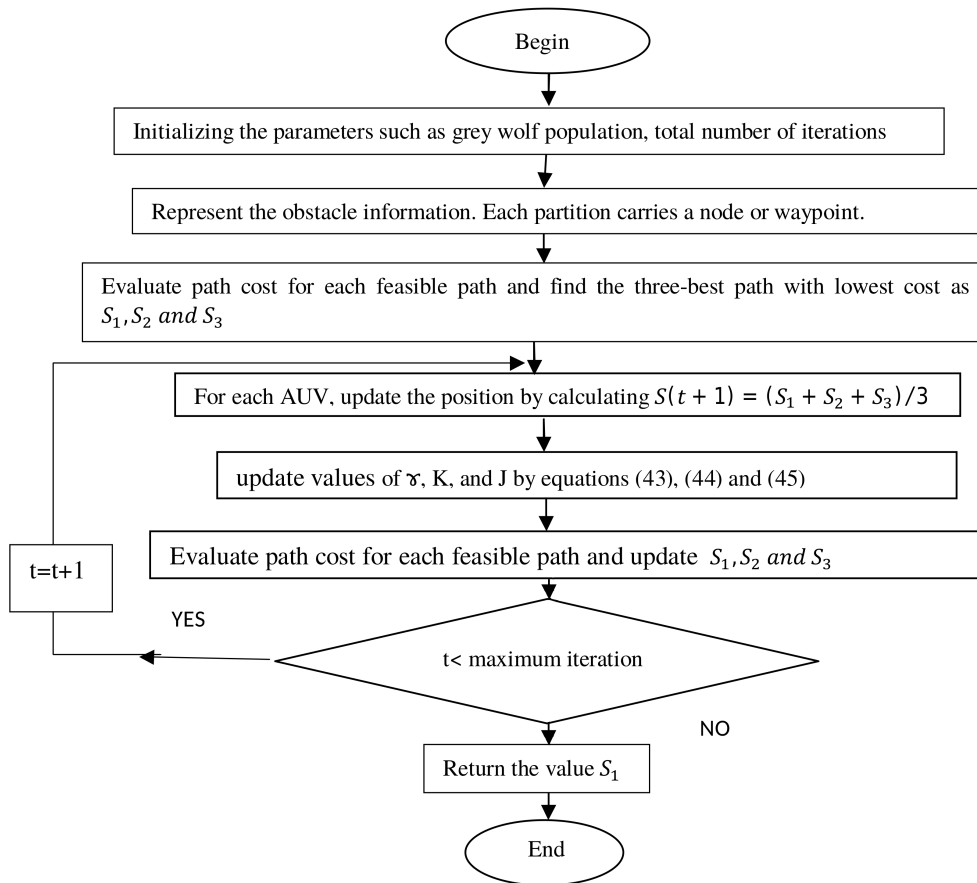 Begin
Initializing the parameters such as grey wolf population, total number of iterations
Represent the obstacle information. Each partition carries a node or waypoint.
Evaluate path cost for each feasible path and find the three-best path with lowest cost as
S₁, S₂ and S₃
For each AUV, update the position by calculating S(t + 1) = (S₁ + S₂ + S₃)/3
update values of ɤ, K, and J by equations (43), (44) and (45)
Evaluate path cost for each feasible path and update S₁, S₂ and S₃
t=t+1
YES
t< maximum iteration
NO
Return the value S₁
End